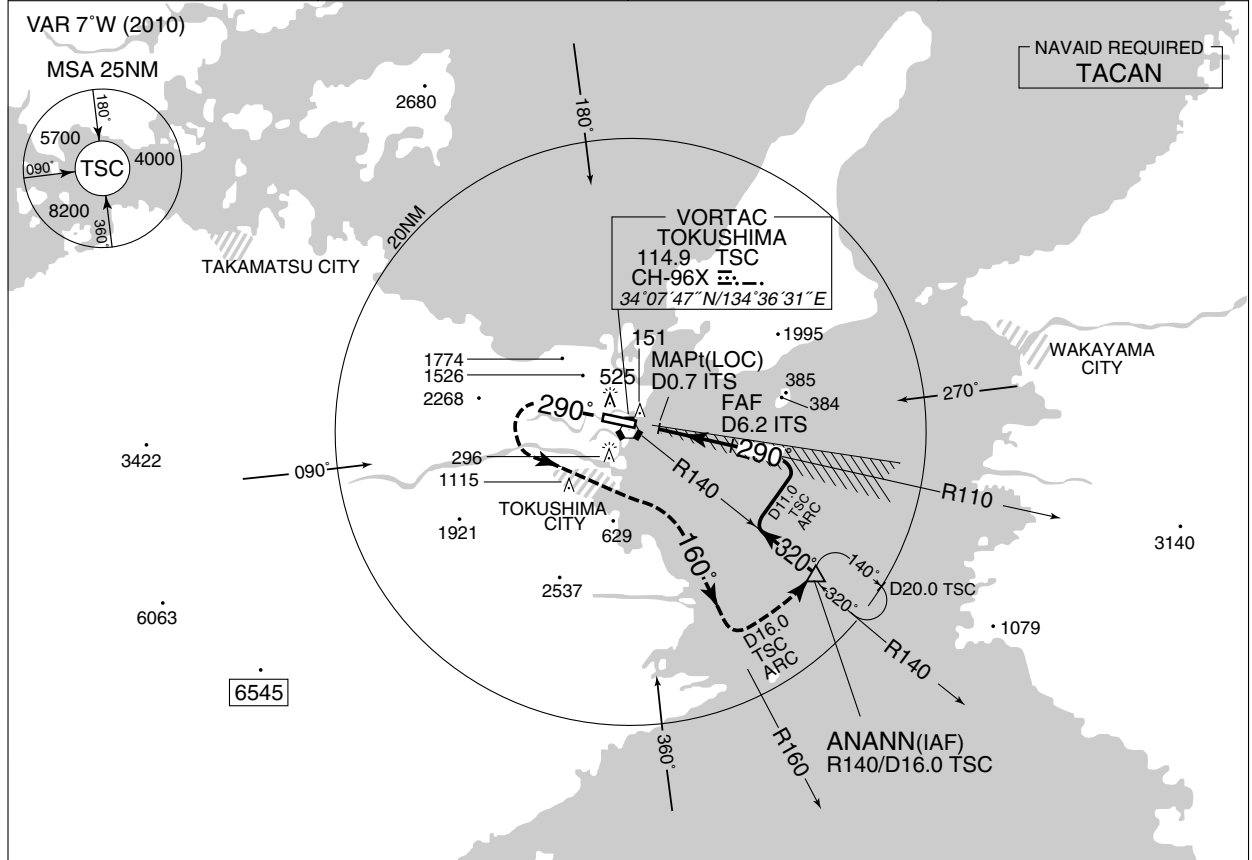 VAR 7°W (2010)
MSA 25NM
180°
5700
4000
090°
TSC
8200
360°
NAVAID REQUIRED
TACAN
2680
180°
20NM
TAKAMATSU CITY
VORTAC
TOKUSHIMA
114.9 TSC
CH-96X
34°07´47˝N/134°36´31˝E
151
1995
MAPt(LOC)
D0.7 ITS
1774
1526
525
2268
290°
385
384
FAF
D6.2 ITS
WAKAYAMA
CITY
270°
3422
090°
296
1115
290°
R140
R110
D11.0
TSC
ARC
TOKUSHIMA
CITY
1921
629
3140
160°
320°
140°
320°
D20.0 TSC
2537
6063
1079
D16.0
TSC
ARC
R140
6545
360°
R160
ANANN(IAF)
R140/D16.0 TSC